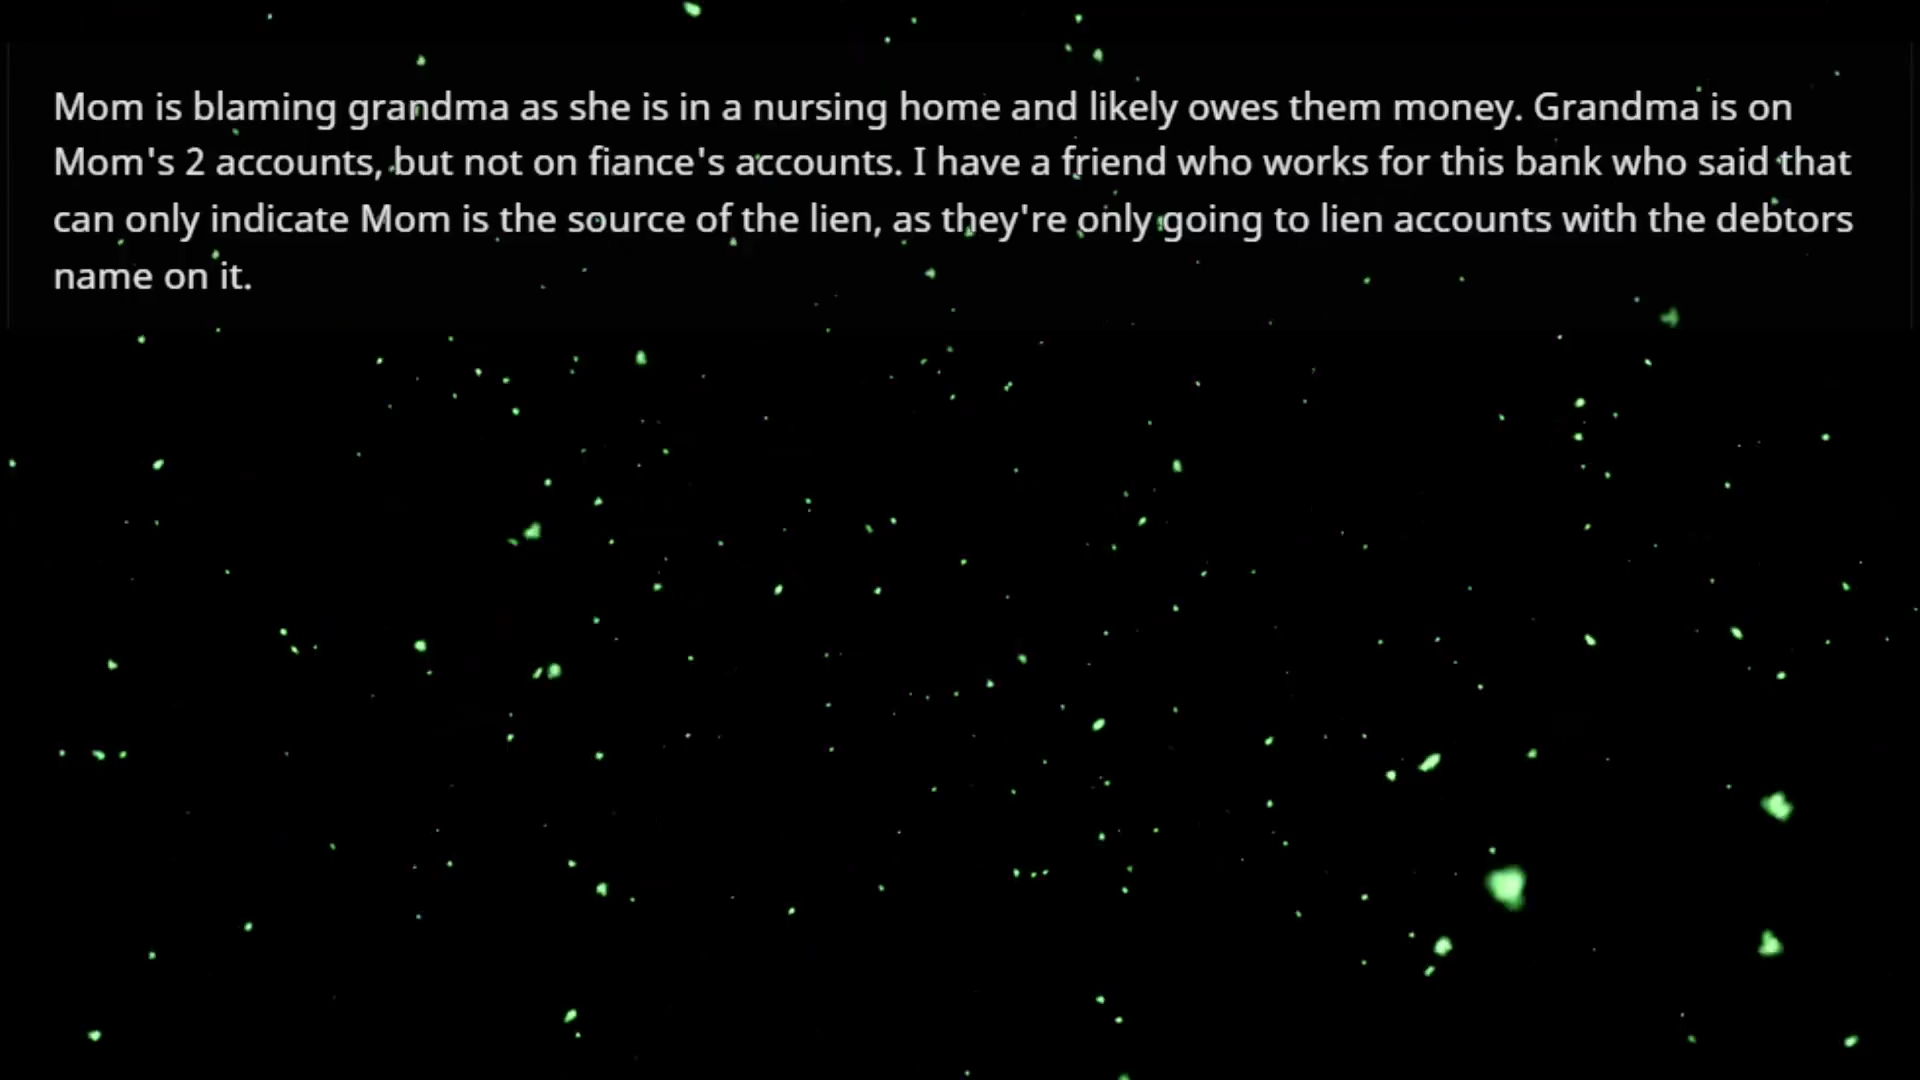 Mom is blaming grandma as she is in a nursing home and likely owes them money. Grandma is on
Mom's 2 accounts, but not on fiance's accounts. I have a friend who works for this bank who said that
can only indicate Mom is the source of the lien, as they're only going to lien accounts with the debtors
name on it.